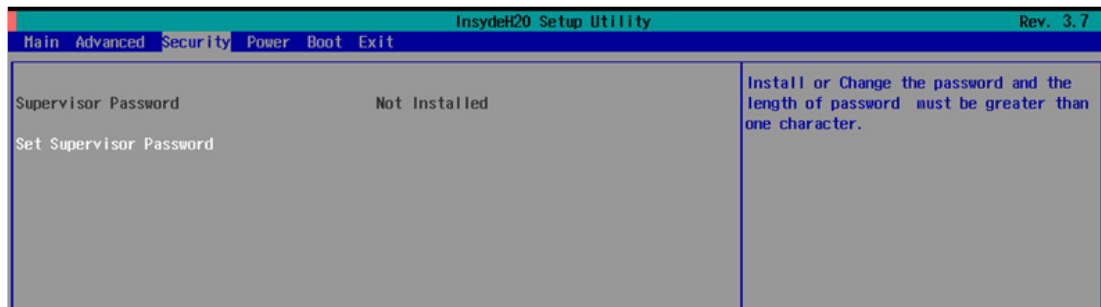 InsydeH20 Setup Utility Rev. 3.7
Main Advanced Security Power Boot Exit
Supervisor Password Not Installed
Set Supervisor Password
Install or Change the password and the
length of password must be greater than
one character.